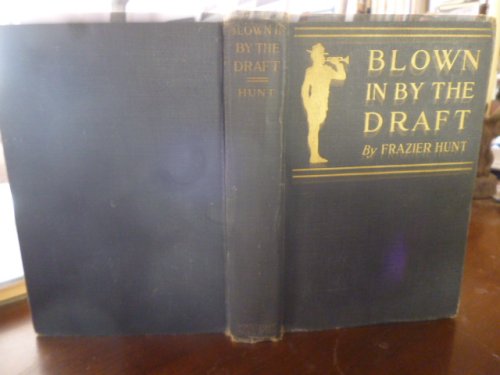 BLOWN IN
BY THE
DRAFT
HUNT
BLOWN
IN BY THE
DRAFT
By FRAZIER HUNT